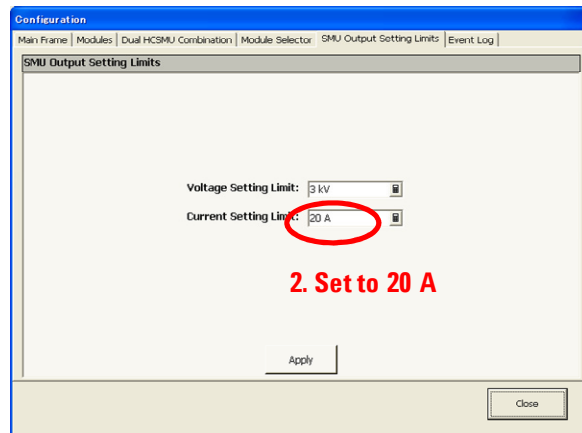 Configuration
Main Frame | Modules | Dual HCSMU Combination | Module Selector | SMU Output Setting Limits | Event Log
SMU Output Setting Limits
Voltage Setting Limit: 3 kV
Current Setting Limit: 20 A
2. Set to 20 A
Apply
Close